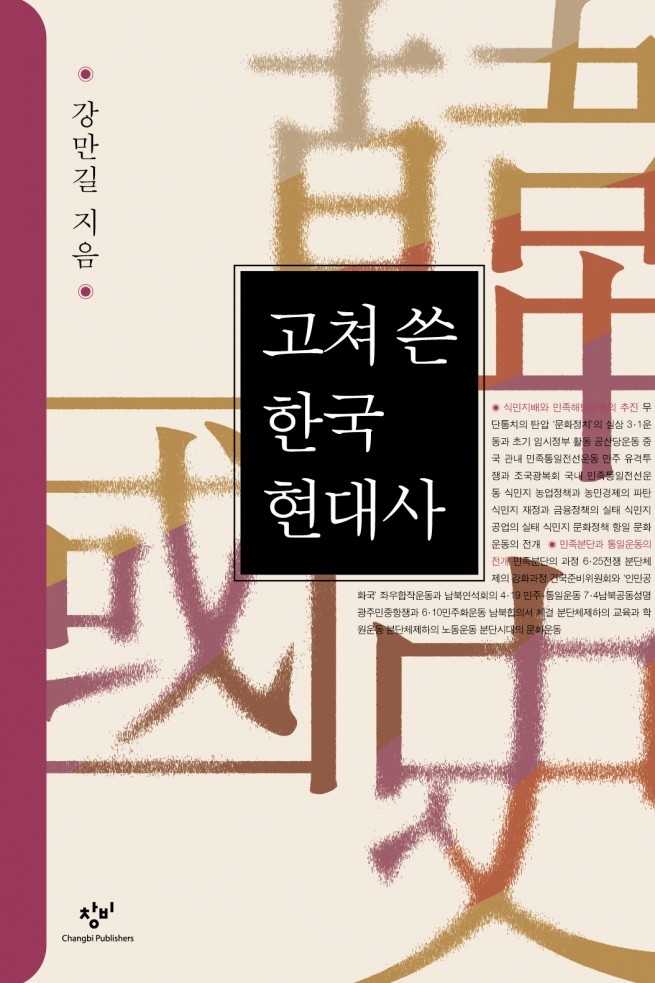 강만길 지음
고쳐 쓴
한국
현대사
韓
國
史
◉ 식민지배와 민족해방운동의 추진 무
단통치의 탄압 '문화정치'의 실상 3·1운
동과 초기 임시정부 활동 공산당운동 중
국 관내 민족통일전선운동 만주 유격투
쟁과 조국광복회 국내 민족통일전선운
동 식민지 농업정책과 농민경제의 파탄
식민지 재정과 금융정책의 실태 식민지
공업의 실태 식민지 문화정책 항일 문화
운동의 전개 ◉ 민족분단과 통일운동의
전개 민족분단의 과정 6·25전쟁 분단체
제의 강화과정 건국준비위원회와 '인민공
화국' 좌우합작운동과 남북연석회의 4·19 민주·통일운동 7·4남북공동성명
광주민중항쟁과 6·10민주화운동 남북합의서 체결 분단체제하의 교육과 학
원운동 분단체제하의 노동운동 분단시대의 문화운동
창비
Changbi Publishers